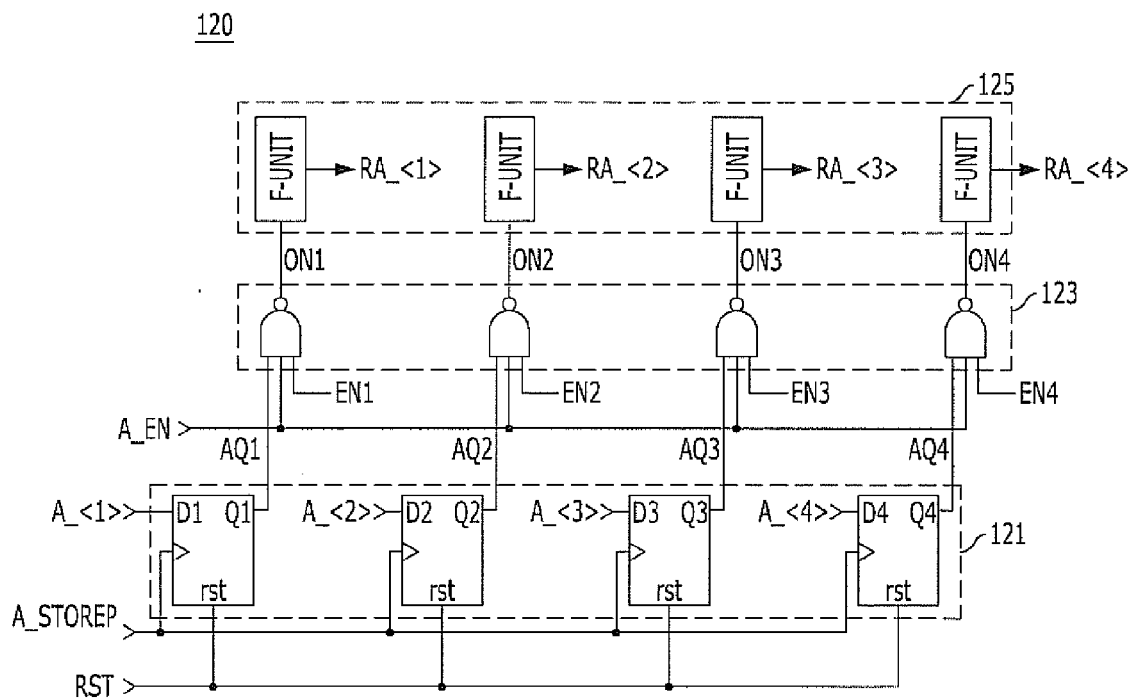 120
125
F-UNIT RA_<1> F-UNIT RA_<2> F-UNIT RA_<3> F-UNIT RA_<4>
ON1 ON2 ON3 ON4
123
EN1 EN2 EN3 EN4
A_EN
AQ1 AQ2 AQ3 AQ4
A_<1> D1 Q1 A_<2> D2 Q2 A_<3> D3 Q3 A_<4> D4 Q4
121
rst rst rst rst
A_STOREP
RST